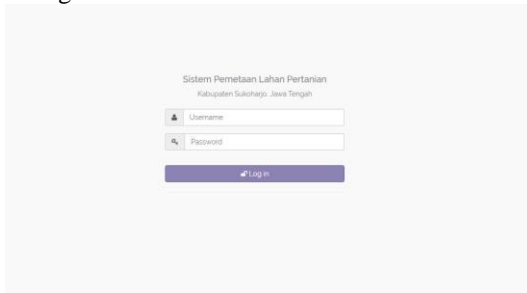 Sistem Pemetaan Lahan Pertanian
Kabupaten Sukoharjo. Jawa Tengah
Username
Password
Log in